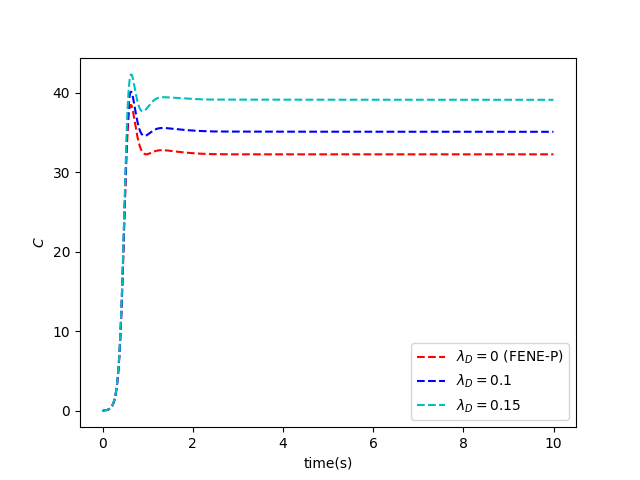 40
30
20
10
0
C
0 2 4 6 8 10
time(s)
λ_D = 0 (FENE-P)
λ_D = 0.1
λ_D = 0.15